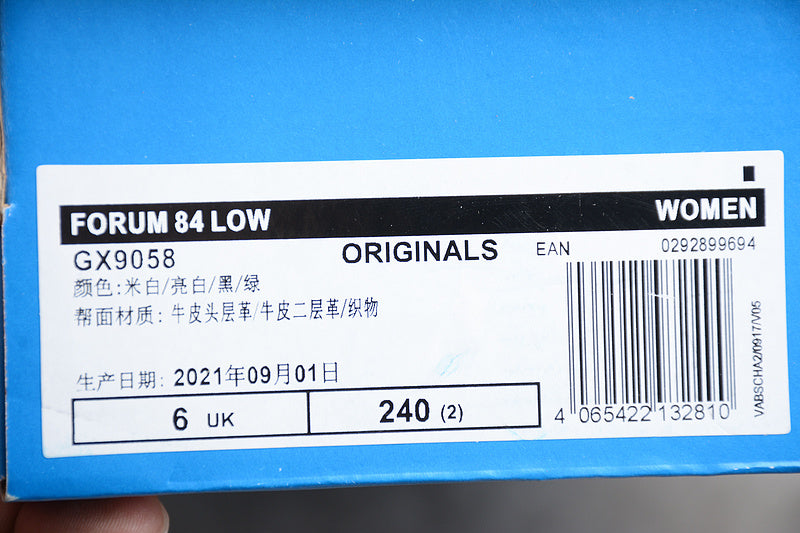 FORUM 84 LOW WOMEN
GX9058 ORIGINALS EAN 0292899694
颜色:米白/亮白/黑/绿
帮面材质: 牛皮头层革/牛皮二层革/织物
生产日期: 2021年09月01日
6 UK 240 (2)
4 065422 132810
VABSCHA2/0917/V05